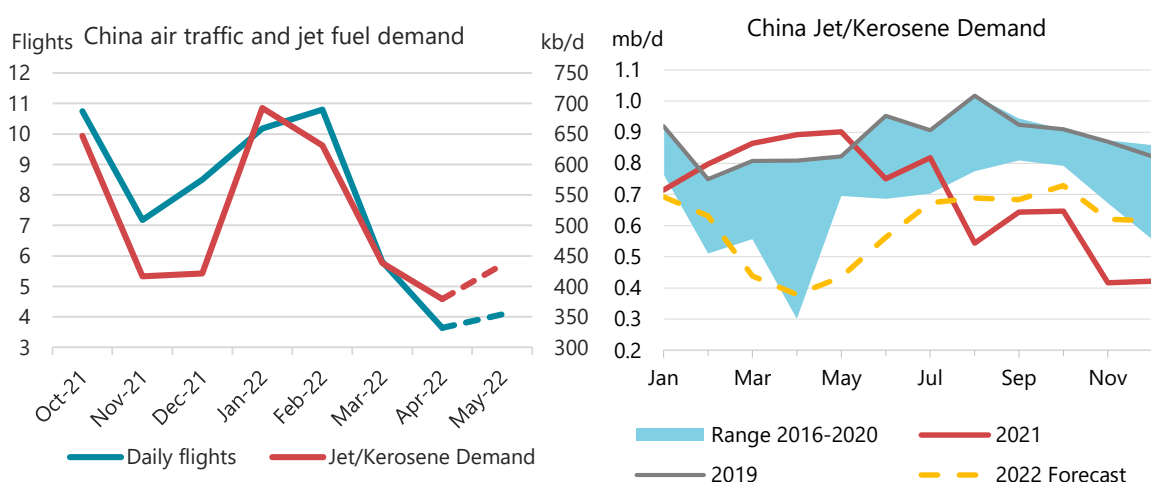 Flights China air traffic and jet fuel demand kb/d
12 750
11 700
10 650
9 600
8 550
7 500
6 450
5 400
4 350
3 300
Oct-21 Nov-21 Dec-21 Jan-22 Feb-22 Mar-22 Apr-22 May-22
Daily flights Jet/Kerosene Demand
China Jet/Kerosene Demand
mb/d
1.1
1.0
0.9
0.8
0.7
0.6
0.5
0.4
0.3
0.2
Jan Mar May Jul Sep Nov
Range 2016-2020 2021
2019 2022 Forecast